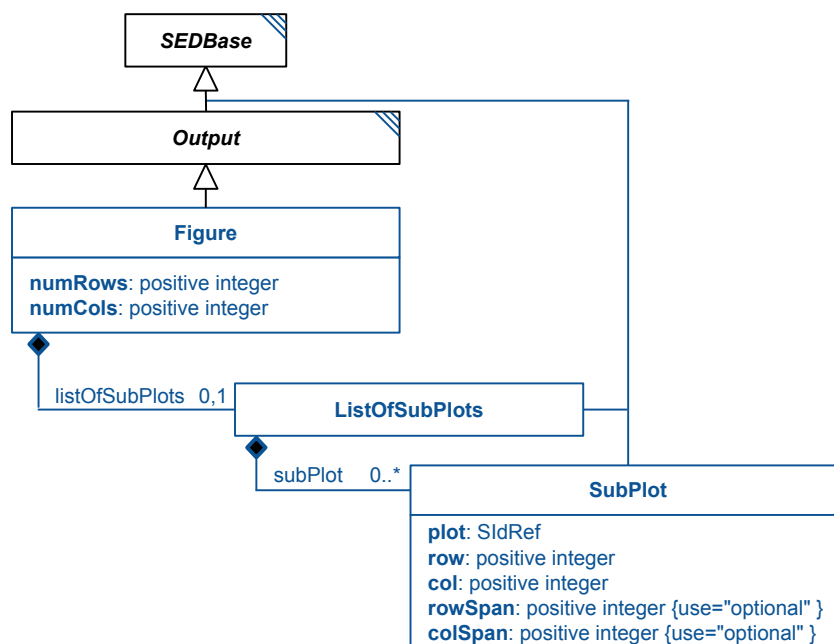 SEDBase
Output
Figure
numRows: positive integer
numCols: positive integer
listOfSubPlots 0,1
ListOfSubPlots
subPlot 0..*
SubPlot
plot: SIdRef
row: positive integer
col: positive integer
rowSpan: positive integer {use="optional" }
colSpan: positive integer {use="optional" }